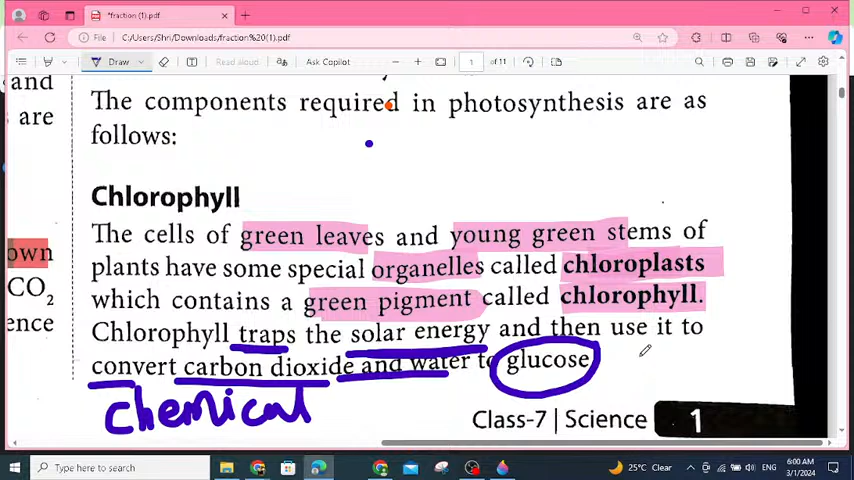 *fraction (1).pdf
C:/Users/Shri/Downloads/fraction%20(1).pdf
Draw
Read aloud
Ask Copilot
1
of 11
and
The components required in photosynthesis are as
s are
follows:
Chlorophyll
The cells of green leaves and young green stems of
own
plants have some special organelles called chloroplasts
CO2
which contains a green pigment called chlorophyll.
ence
Chlorophyll traps the solar energy and then use it to
convert carbon dioxide and water to glucose
chemical
Class-7 | Science
1
Type here to search
25°C Clear
ENG
6:00 AM
3/1/2024